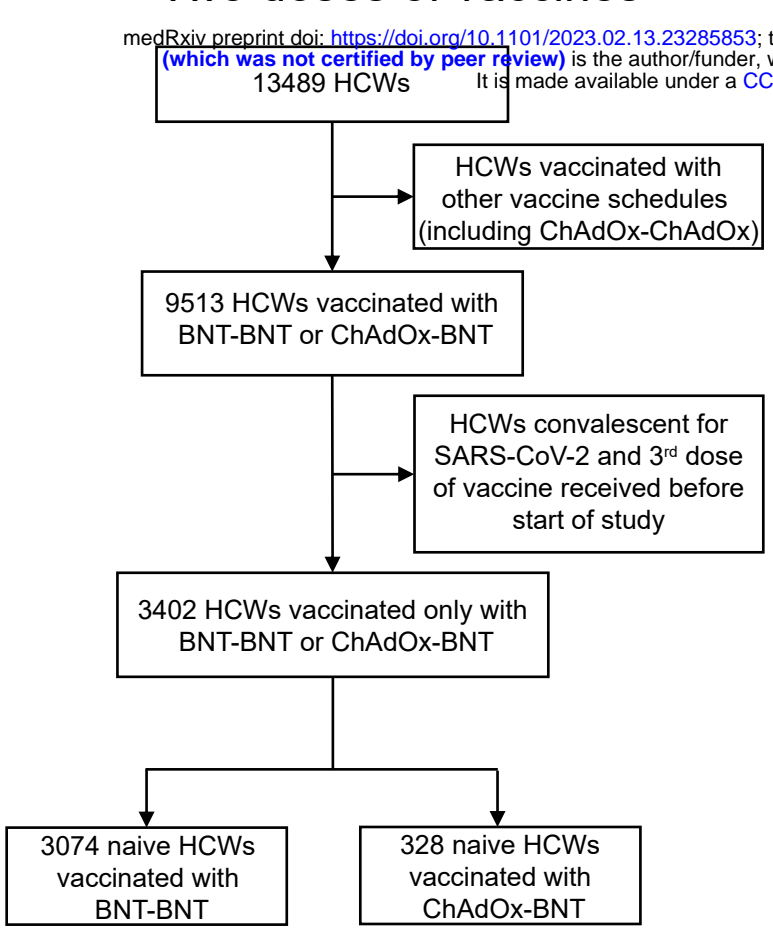 Two doses of vaccines
medRxiv preprint doi: https://doi.org/10.1101/2023.02.13.23285853; t
(which was not certified by peer review) is the author/funder, w
13489 HCWs
It is made available under a CC
HCWs vaccinated with
other vaccine schedules
(including ChAdOx-ChAdOx)
9513 HCWs vaccinated with
BNT-BNT or ChAdOx-BNT
HCWs convalescent for
SARS-CoV-2 and 3rd dose
of vaccine received before
start of study
3402 HCWs vaccinated only with
BNT-BNT or ChAdOx-BNT
3074 naive HCWs
vaccinated with
BNT-BNT
328 naive HCWs
vaccinated with
ChAdOx-BNT